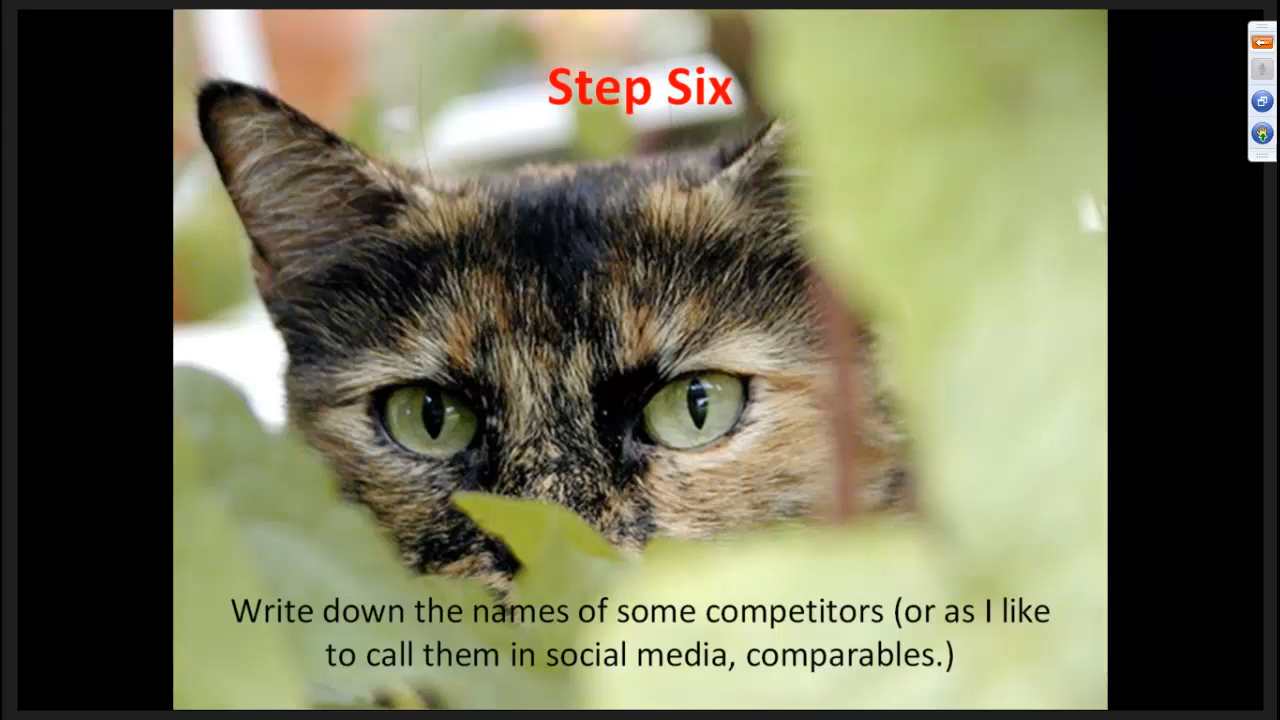 Step Six
Write down the names of some competitors (or as I like
to call them in social media, comparables.)